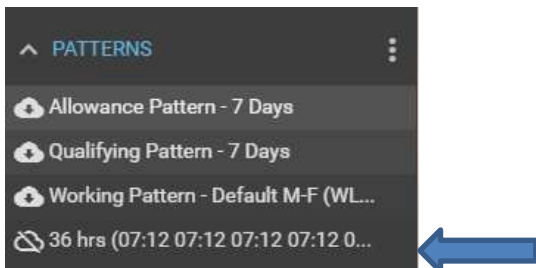 PATTERNS
Allowance Pattern - 7 Days
Qualifying Pattern - 7 Days
Working Pattern - Default M-F (WL...
36 hrs (07:12 07:12 07:12 07:12 0...